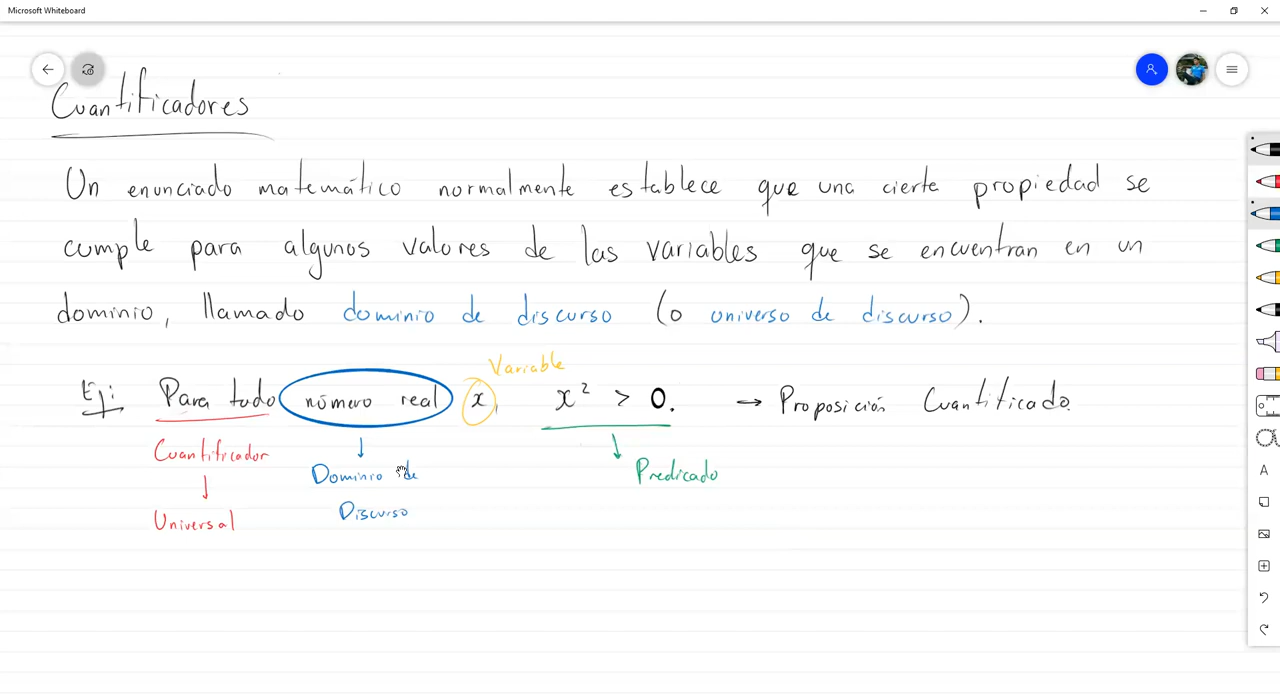 Microsoft Whiteboard
Cuantificadores
Un enunciado matemático normalmente establece que una cierta propiedad se
cumple para algunos valores de las variables que se encuentran en un
dominio, llamado dominio de discurso (o universo de discurso).
Variable
Ej: Para todo número real x, x² > 0. → Proposición Cuantificada.
Cuantificador
Dominio de
Predicado
Discurso
Universal
A